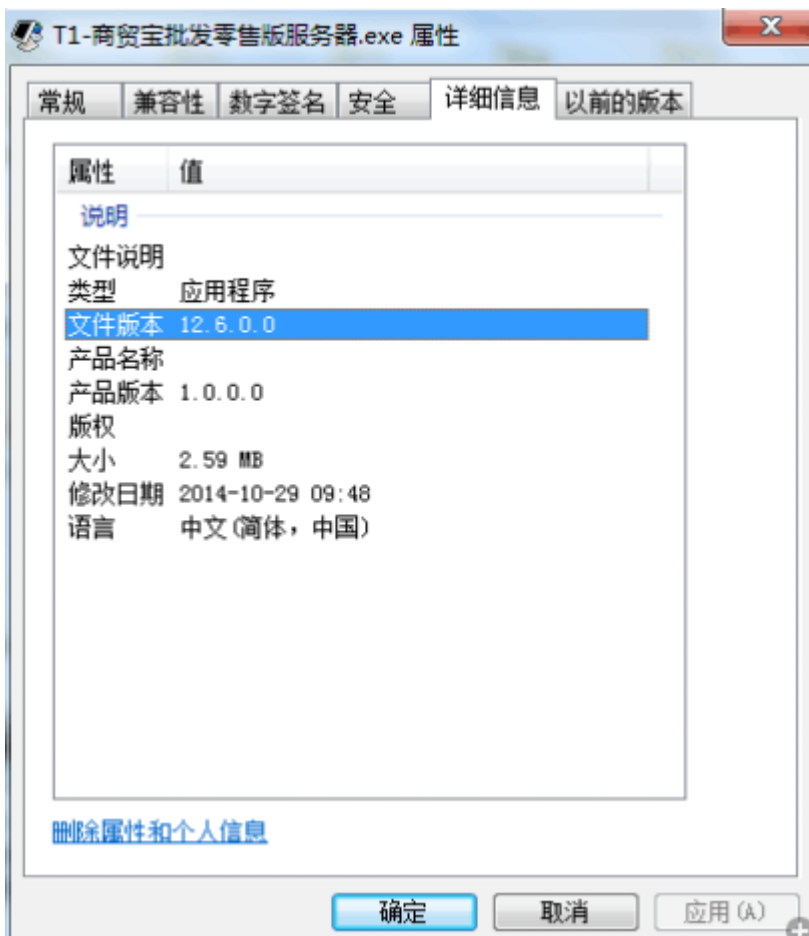 T1-商贸宝批发零售版服务器.exe 属性
常规 兼容性 数字签名 安全 详细信息 以前的版本
属性 值
说明
文件说明
类型 应用程序
文件版本 12.6.0.0
产品名称
产品版本 1.0.0.0
版权
大小 2.59 MB
修改日期 2014-10-29 09:48
语言 中文(简体，中国)
删除属性和个人信息
确定 取消 应用(A)